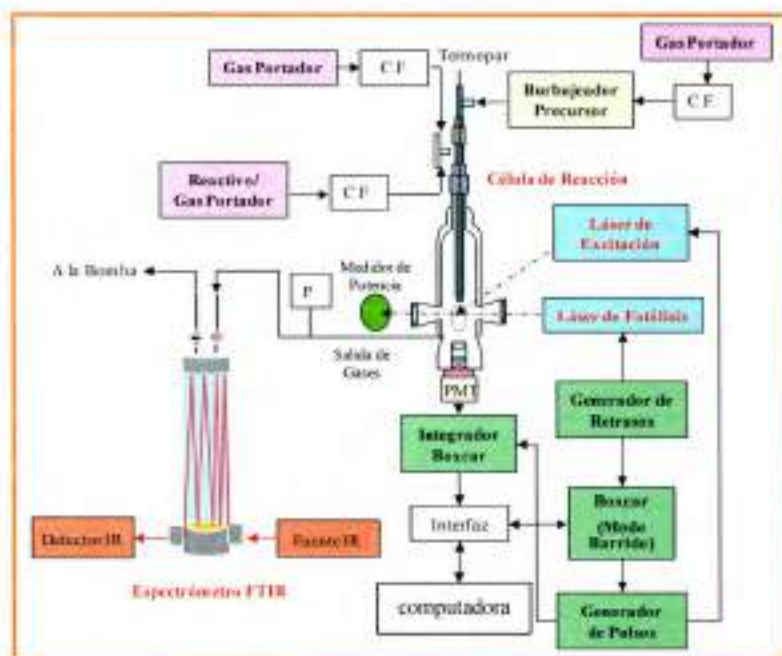 Gas Portador
Gas Portador
C F
Termopar
Burbujeador
Precursor
C F
Reactivo/
Gas Portador
C F
Célula de Reacción
Láser de
Excitación
A la Bomba
P
Medidor de
Potencia
Láser de Fotólisis
Salida de
Gases
PMT
Generador de
Retrasos
Integrador
Boxcar
Boxcar
(Modo
Barrido)
Interfaz
Detector IR
Fuente IR
Espectrómetro FTIR
computadora
Generador
de Pulsos